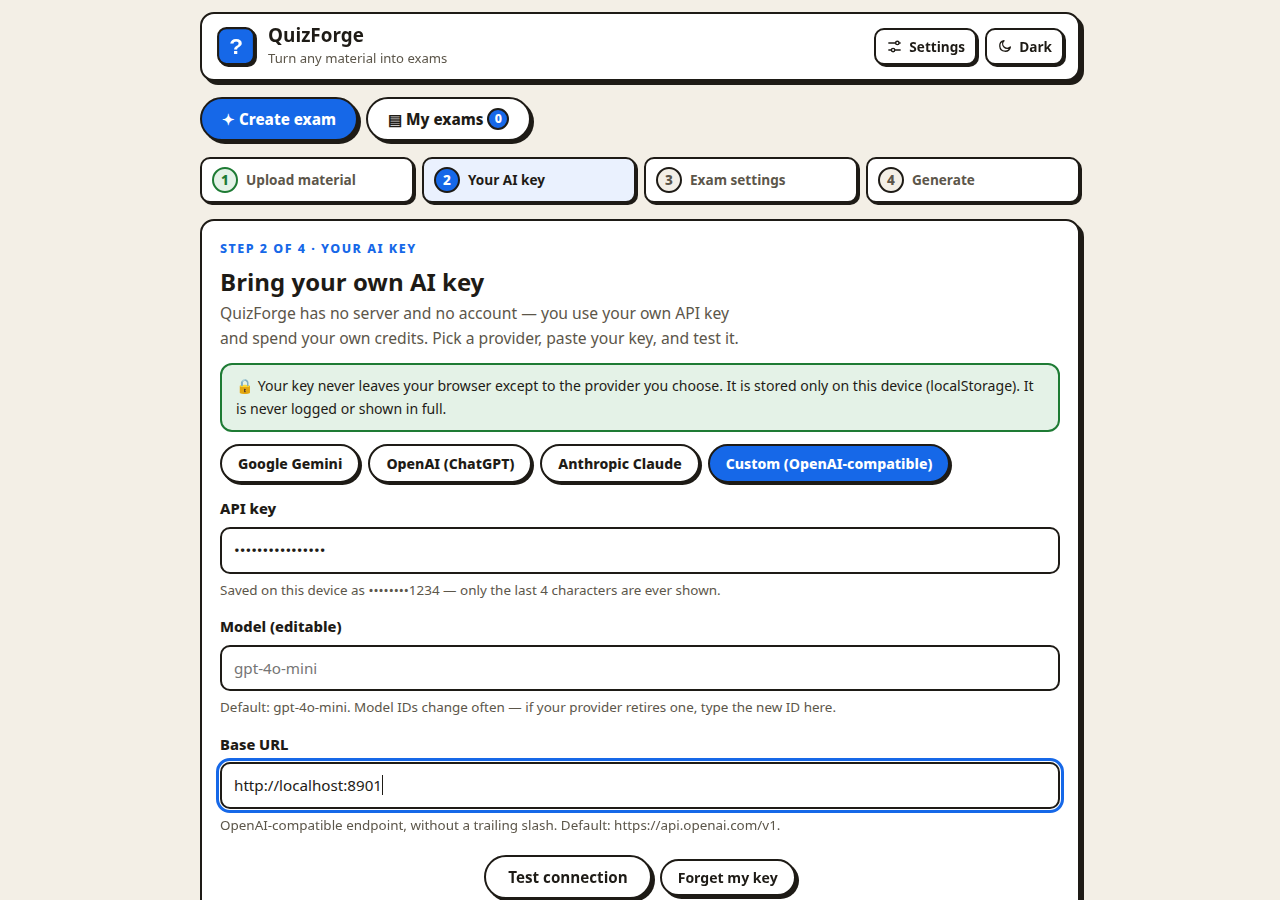 ?
QuizForge
Turn any material into exams
Settings
Dark
✦ Create exam
▤ My exams 0
1 Upload material
2 Your AI key
3 Exam settings
4 Generate
STEP 2 OF 4 · YOUR AI KEY
Bring your own AI key
QuizForge has no server and no account — you use your own API key
and spend your own credits. Pick a provider, paste your key, and test it.
🔒 Your key never leaves your browser except to the provider you choose. It is stored only on this device (localStorage). It
is never logged or shown in full.
Google Gemini
OpenAI (ChatGPT)
Anthropic Claude
Custom (OpenAI-compatible)
API key
••••••••••••••••
Saved on this device as ••••••••1234 — only the last 4 characters are ever shown.
Model (editable)
gpt-4o-mini
Default: gpt-4o-mini. Model IDs change often — if your provider retires one, type the new ID here.
Base URL
http://localhost:8901
OpenAI-compatible endpoint, without a trailing slash. Default: https://api.openai.com/v1.
Test connection
Forget my key